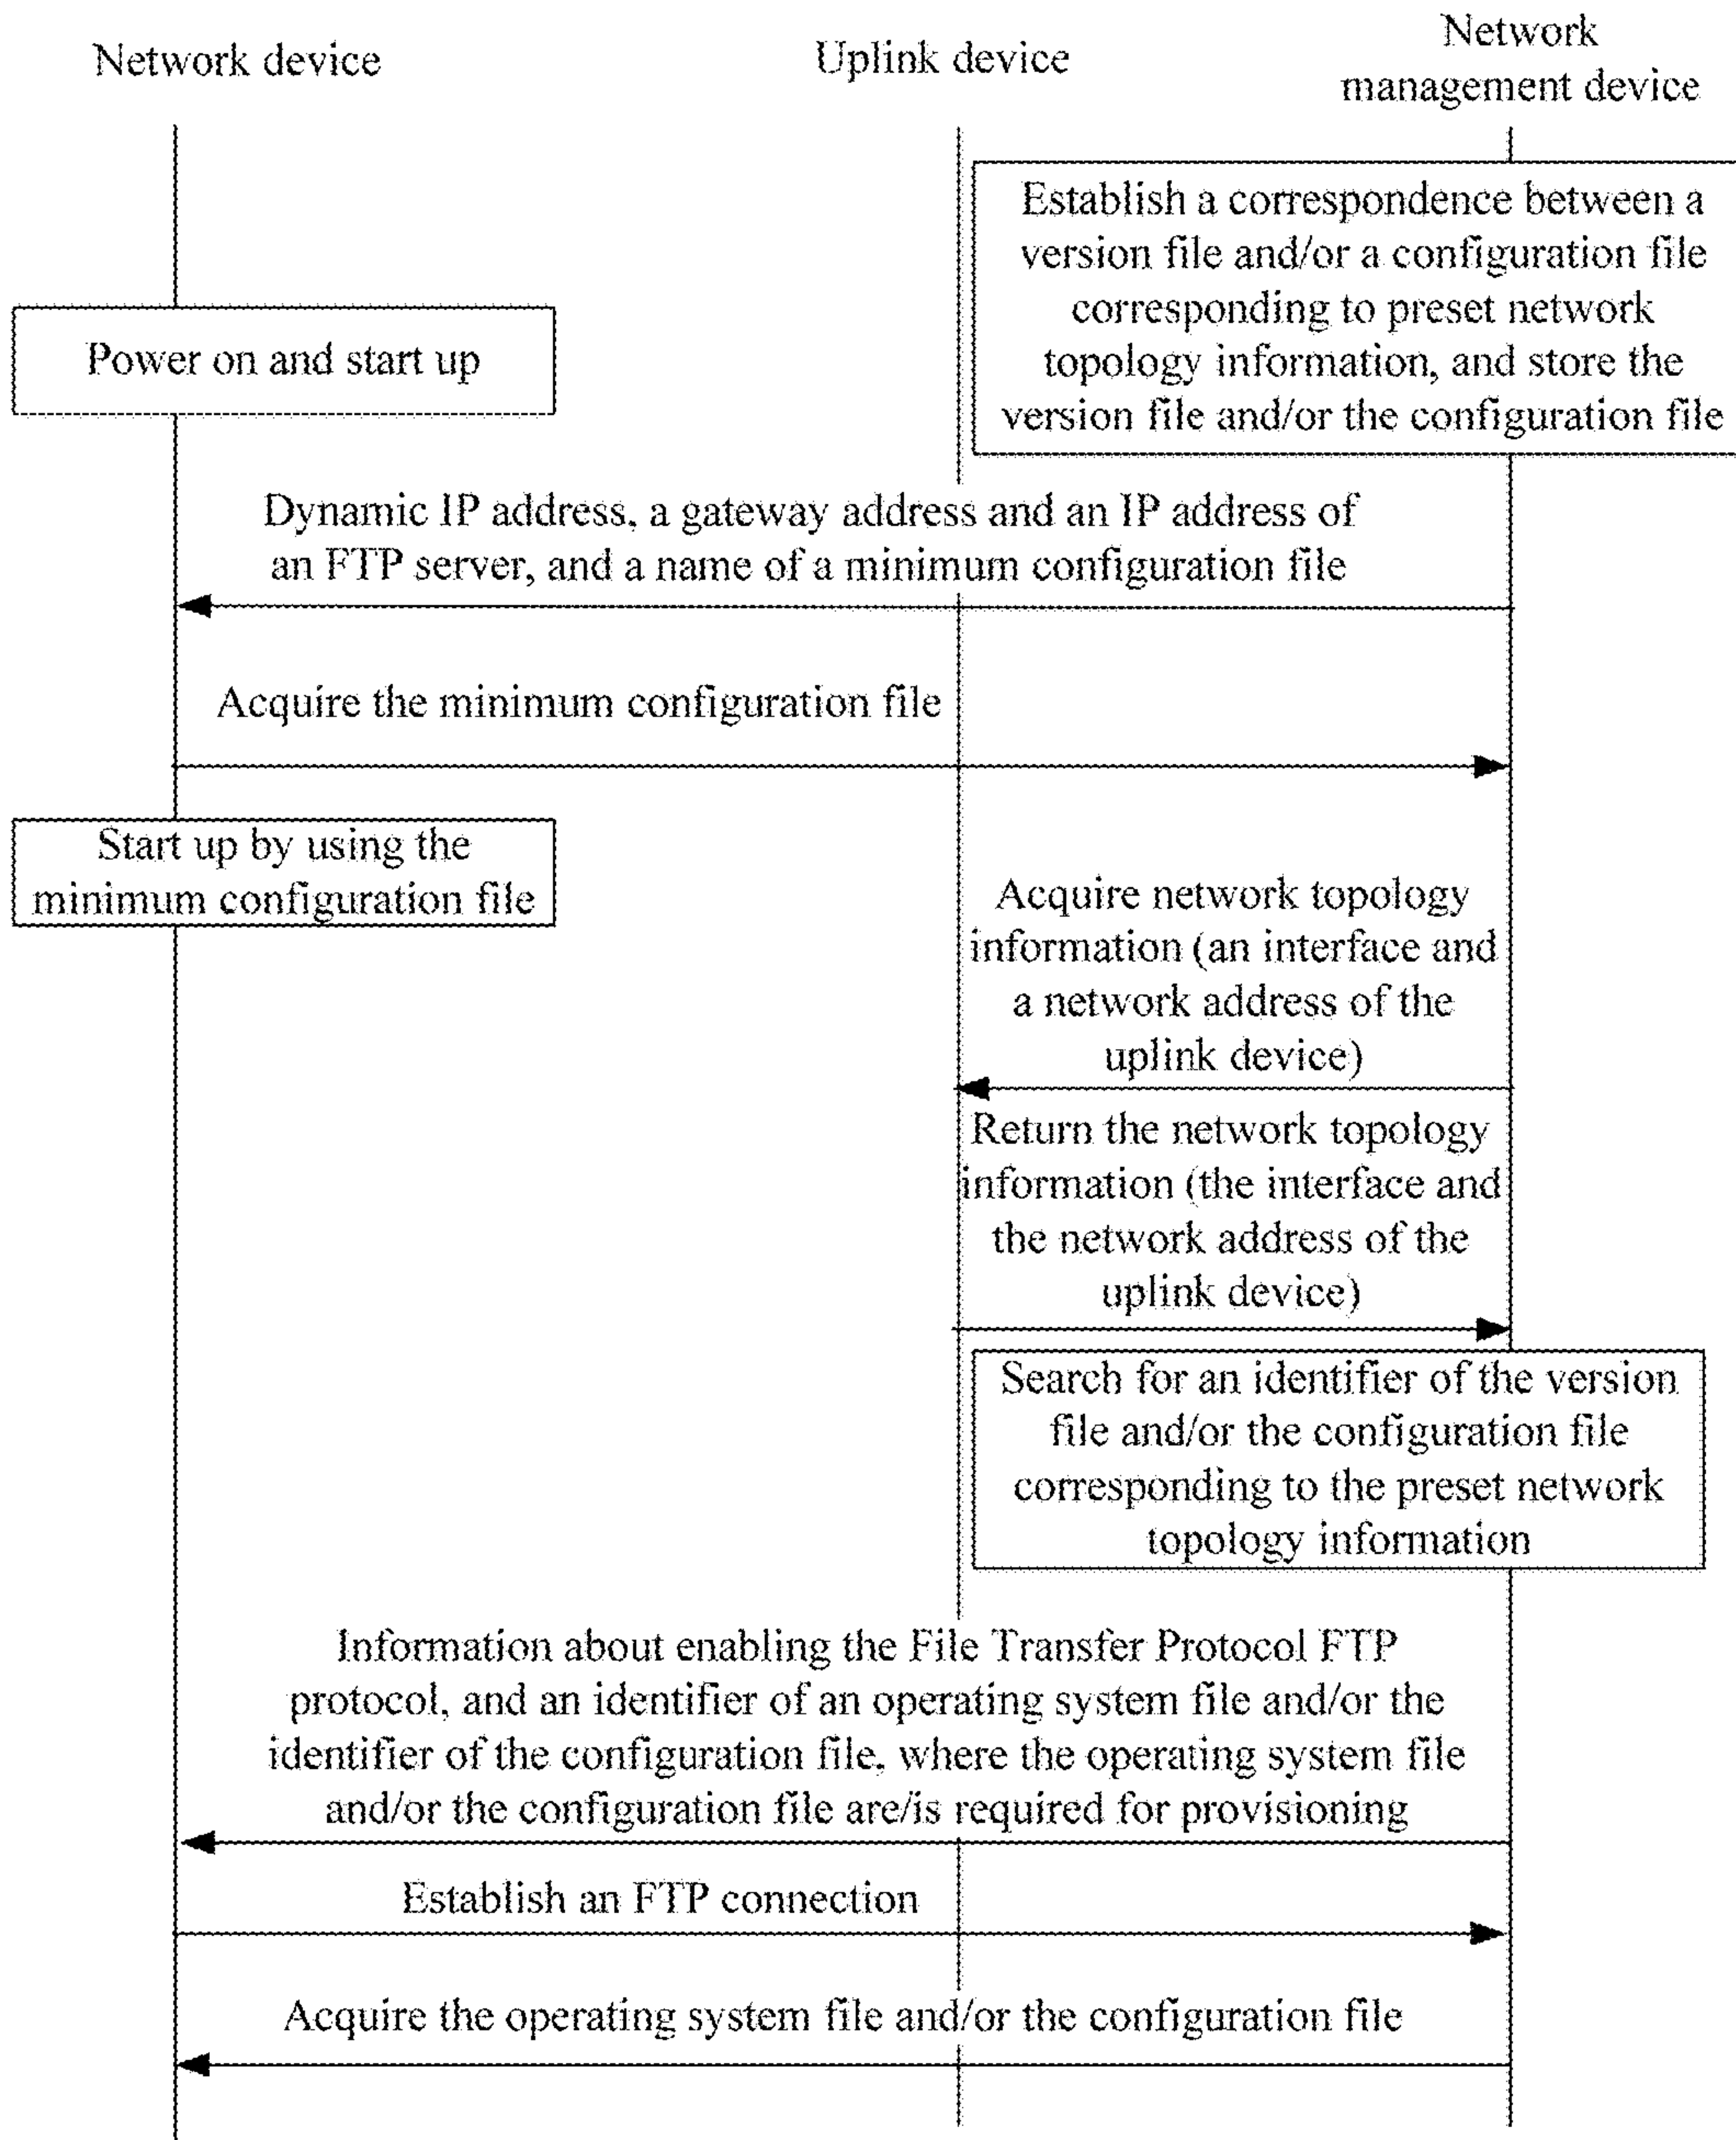 Network device
Uplink device
Network
management device
Establish a correspondence between a
version file and/or a configuration file
corresponding to preset network
topology information, and store the
version file and/or the configuration file
Power on and start up
Dynamic IP address, a gateway address and an IP address of
an FTP server, and a name of a minimum configuration file
Acquire the minimum configuration file
Start up by using the
minimum configuration file
Acquire network topology
information (an interface and
a network address of the
uplink device)
Return the network topology
information (the interface and
the network address of the
uplink device)
Search for an identifier of the version
file and/or the configuration file
corresponding to the preset network
topology information
Information about enabling the File Transfer Protocol FTP
protocol, and an identifier of an operating system file and/or the
identifier of the configuration file, where the operating system file
and/or the configuration file are/is required for provisioning
Establish an FTP connection
Acquire the operating system file and/or the configuration file